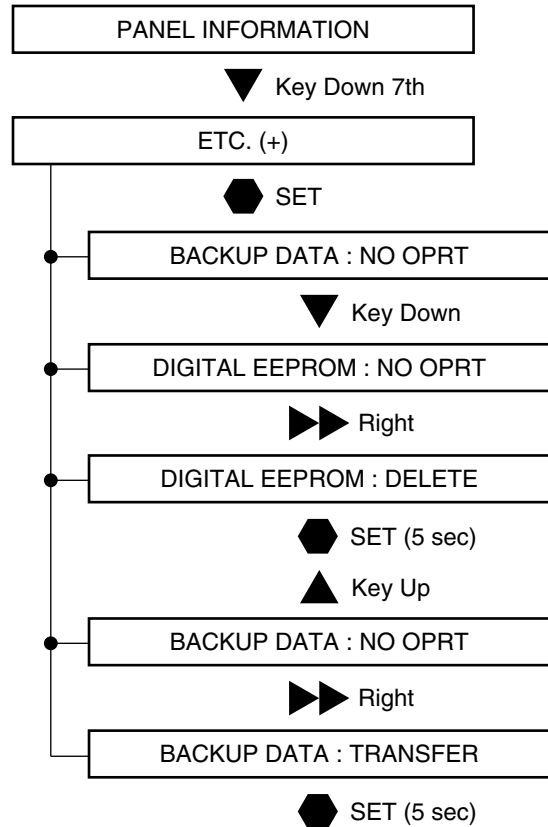 PANEL INFORMATION
Key Down 7th
ETC. (+)
SET
BACKUP DATA : NO OPRT
Key Down
DIGITAL EEPROM : NO OPRT
Right
DIGITAL EEPROM : DELETE
SET (5 sec)
Key Up
BACKUP DATA : NO OPRT
Right
BACKUP DATA : TRANSFER
SET (5 sec)